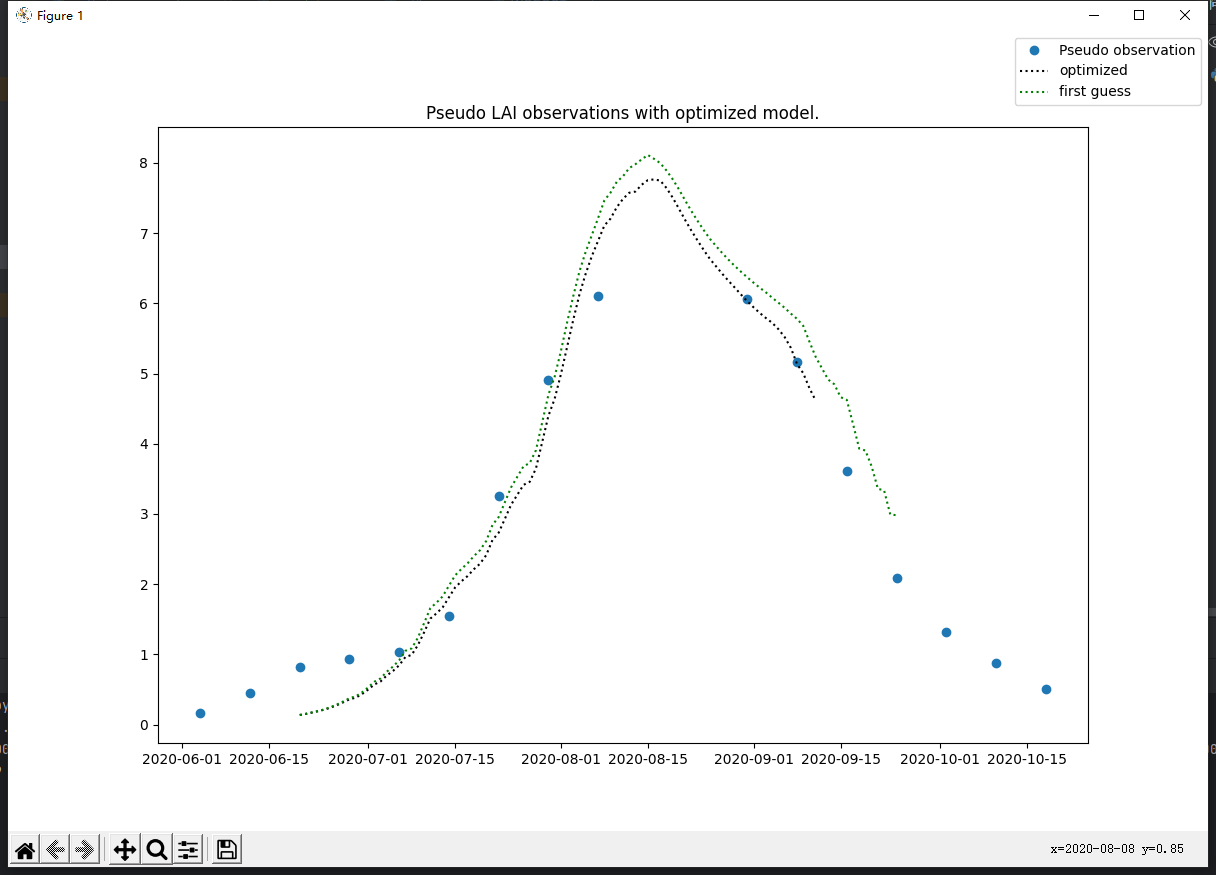 Figure 1
Pseudo observation
optimized
first guess
Pseudo LAI observations with optimized model.
8
7
6
5
4
3
2
1
0
2020-06-01 2020-06-15 2020-07-01 2020-07-15 2020-08-01 2020-08-15 2020-09-01 2020-09-15 2020-10-01 2020-10-15
x=2020-08-08 y=0.85